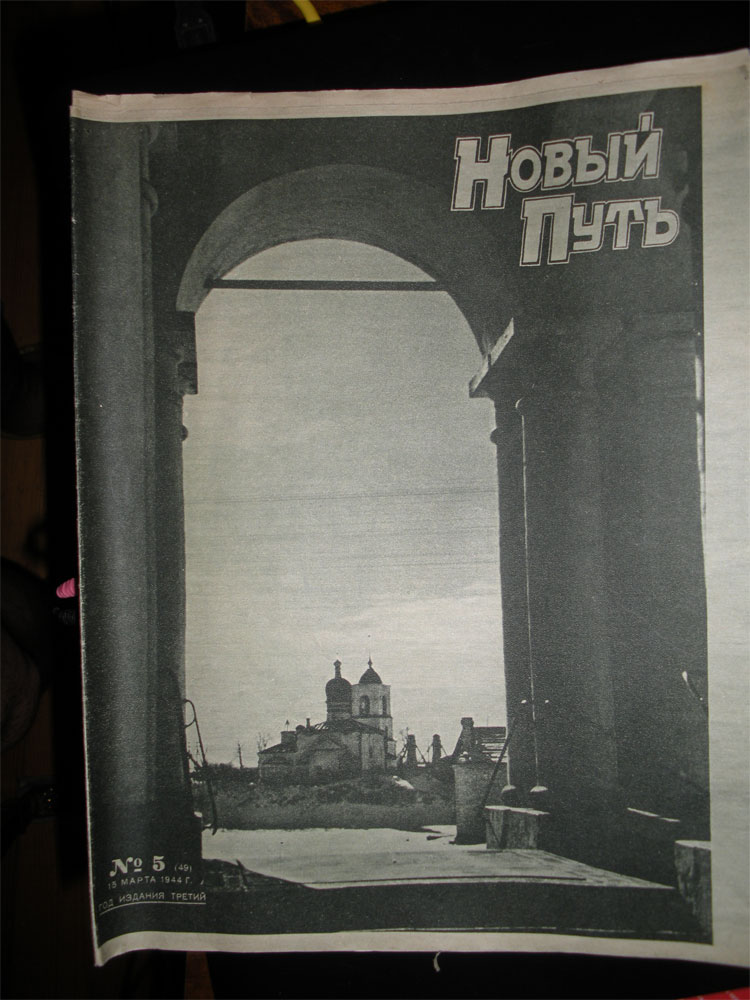 Новый
Путь
№ 5 (49)
15 МАРТА 1944 Г.
ГОД ИЗДАНИЯ ТРЕТИЙ